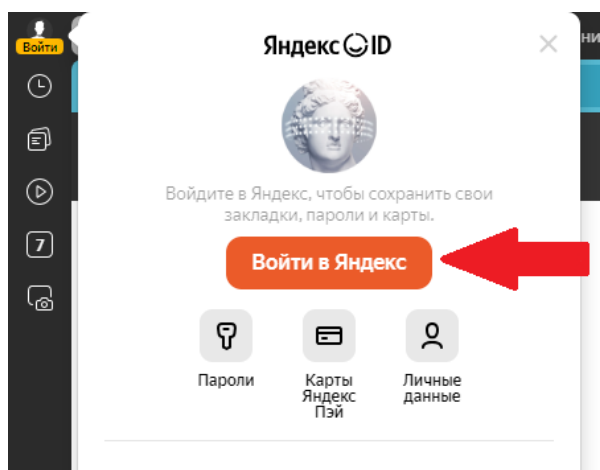 Войти
Яндекс ID
ни
7
Войдите в Яндекс, чтобы сохранить свои
закладки, пароли и карты.
Войти в Яндекс
Пароли
Карты
Яндекс
Пэй
Личные
данные